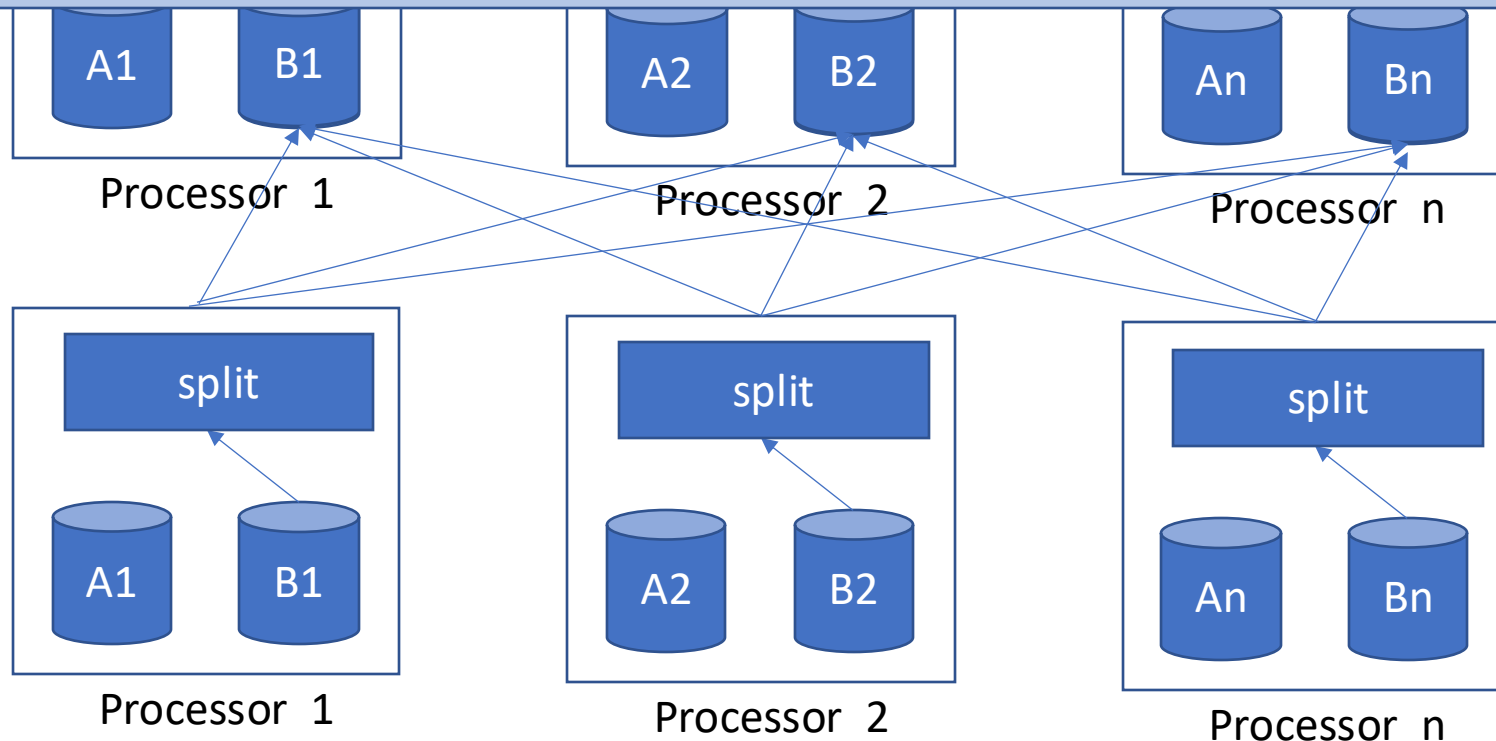 A1 B1 A2 B2 An Bn
Processor 1 Processor 2 Processor n
split split split
A1 B1 A2 B2 An Bn
Processor 1 Processor 2 Processor n